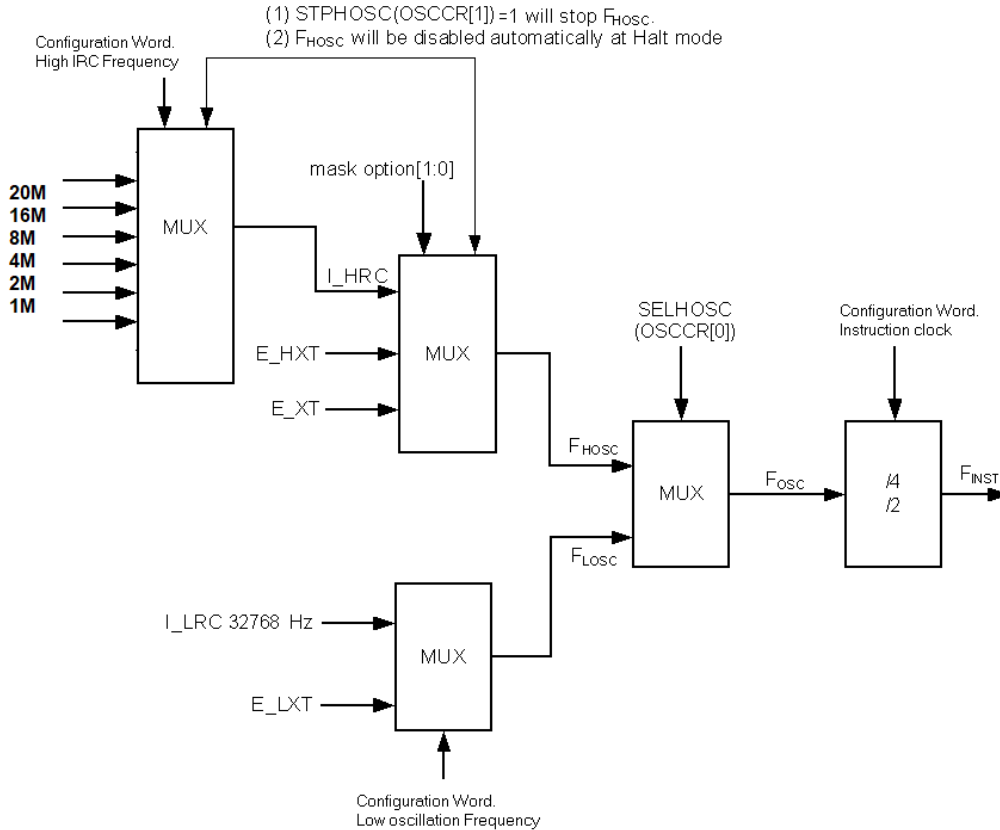 (1) STPHOSC(OSCCR[1])=1 will stop FHOSC.
(2) FHOSC will be disabled automatically at Halt mode
Configuration Word.
High IRC Frequency
mask option[1:0]
20M
16M
8M
4M
2M
1M
MUX
I_HRC
E_HXT
E_XT
MUX
SELHOSC
(OSCCR[0])
Configuration Word.
Instruction clock
FHOSC
MUX
FOSC
/4
/2
FINST
FLOSC
I_LRC 32768 Hz
E_LXT
MUX
Configuration Word.
Low oscillation Frequency